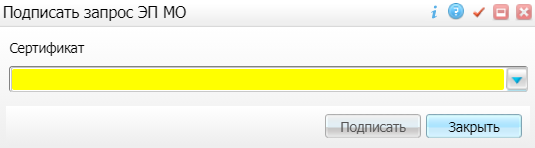 Подписать запрос ЭП МО
Сертификат
Подписать
Закрыть